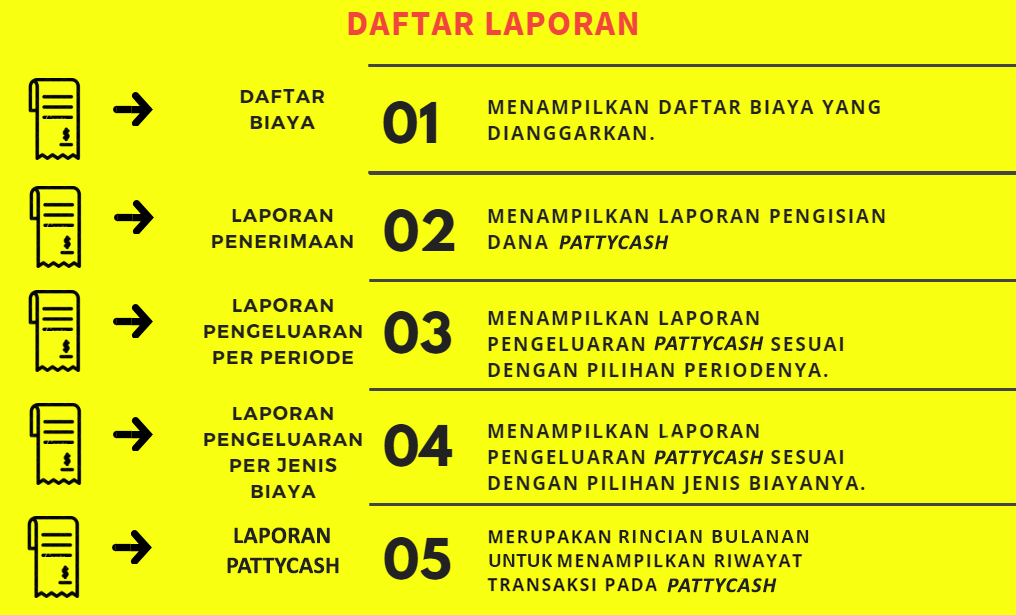 DAFTAR LAPORAN
DAFTAR
BIAYA
01
MENAMPILKAN DAFTAR BIAYA YANG
DIANGGARKAN.
LAPORAN
PENERIMAAN
02
MENAMPILKAN LAPORAN PENGISIAN
DANA PATTYCASH
LAPORAN
PENGELUARAN
PER PERIODE
03
MENAMPILKAN LAPORAN
PENGELUARAN PATTYCASH SESUAI
DENGAN PILIHAN PERIODENYA.
LAPORAN
PENGELUARAN
PER JENIS
BIAYA
04
MENAMPILKAN LAPORAN
PENGELUARAN PATTYCASH SESUAI
DENGAN PILIHAN JENIS BIAYANYA.
LAPORAN
PATTYCASH
05
MERUPAKAN RINCIAN BULANAN
UNTUK MENAMPILKAN RIWAYAT
TRANSAKSI PADA PATTYCASH